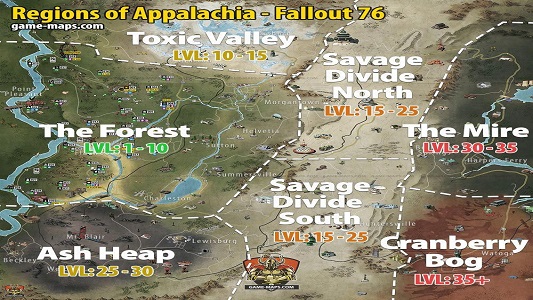 Regions of Appalachia - Fallout 76
game-maps.com
Toxic Valley
LVL: 10 - 15
Savage
Divide
North
LVL: 15 - 25
Point
Pleasant
Morgantown
The Forest
LVL: 1 - 10
Helvetia
Sutton
The Mire
LVL: 30 - 35
Harpers Ferry
Summersville
Charleston
Savage
Divide
South
LVL: 15 - 25
Mt. Blair
Lewisburg
Ash Heap
LVL: 25 - 30
Beckley
Cranberry
Bog
LVL: 35+
Watoga
GAME-MAPS.COM